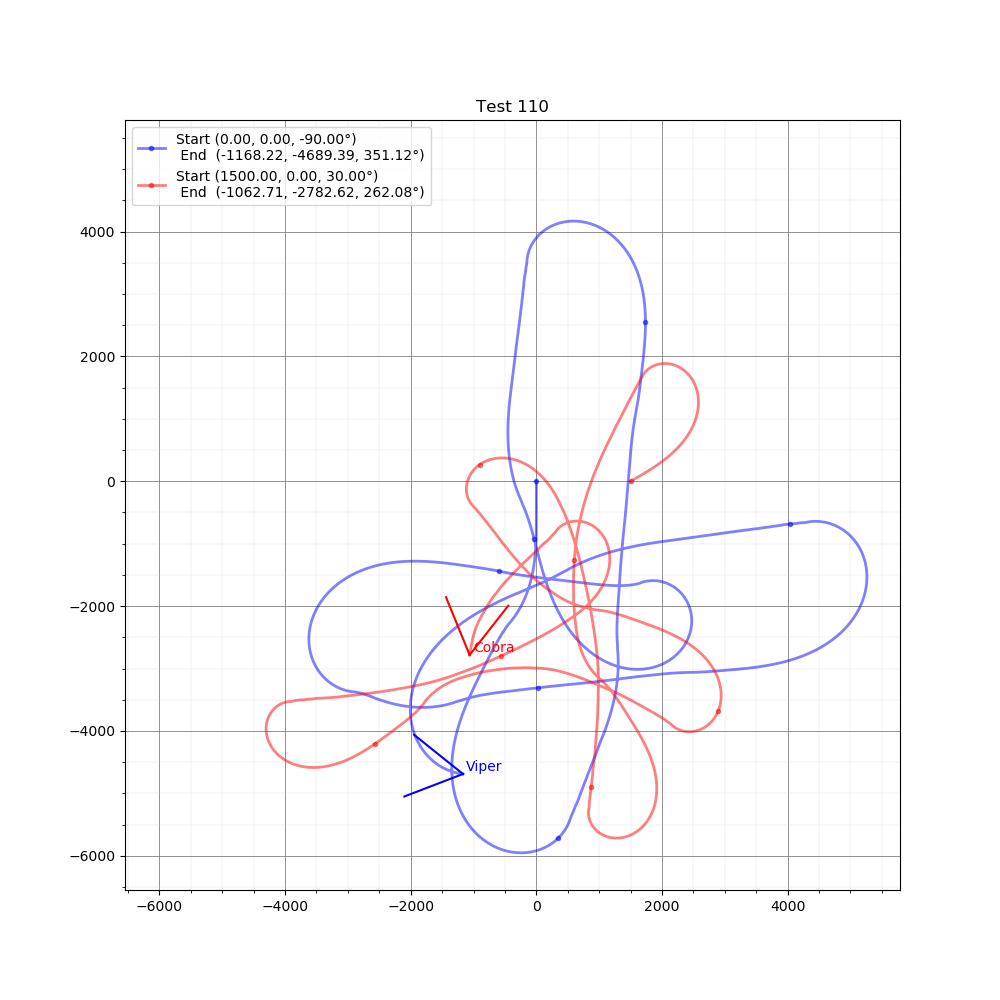 Test 110
Start (0.00, 0.00, -90.00°)
End (-1168.22, -4689.39, 351.12°)
Start (1500.00, 0.00, 30.00°)
End (-1062.71, -2782.62, 262.08°)
4000
2000
0
−2000
−4000
−6000
Cobra
Viper
−6000 −4000 −2000 0 2000 4000